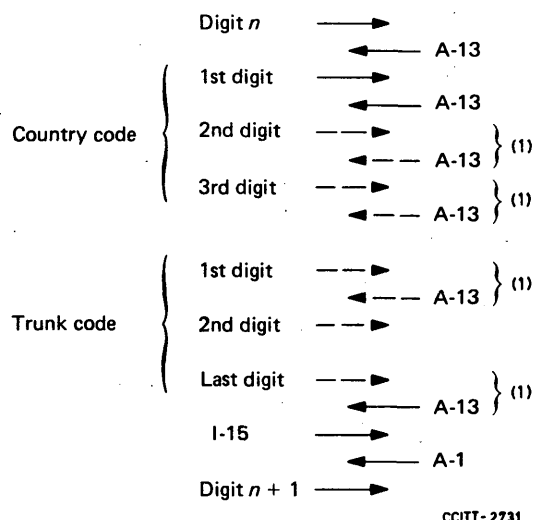 Digit n
A-13
1st digit
A-13
Country code
2nd digit
(1)
A-13
3rd digit
(1)
A-13
1st digit
(1)
A-13
Trunk code
2nd digit
Last digit
(1)
A-13
I-15
A-1
Digit n + 1
CCITT-2731